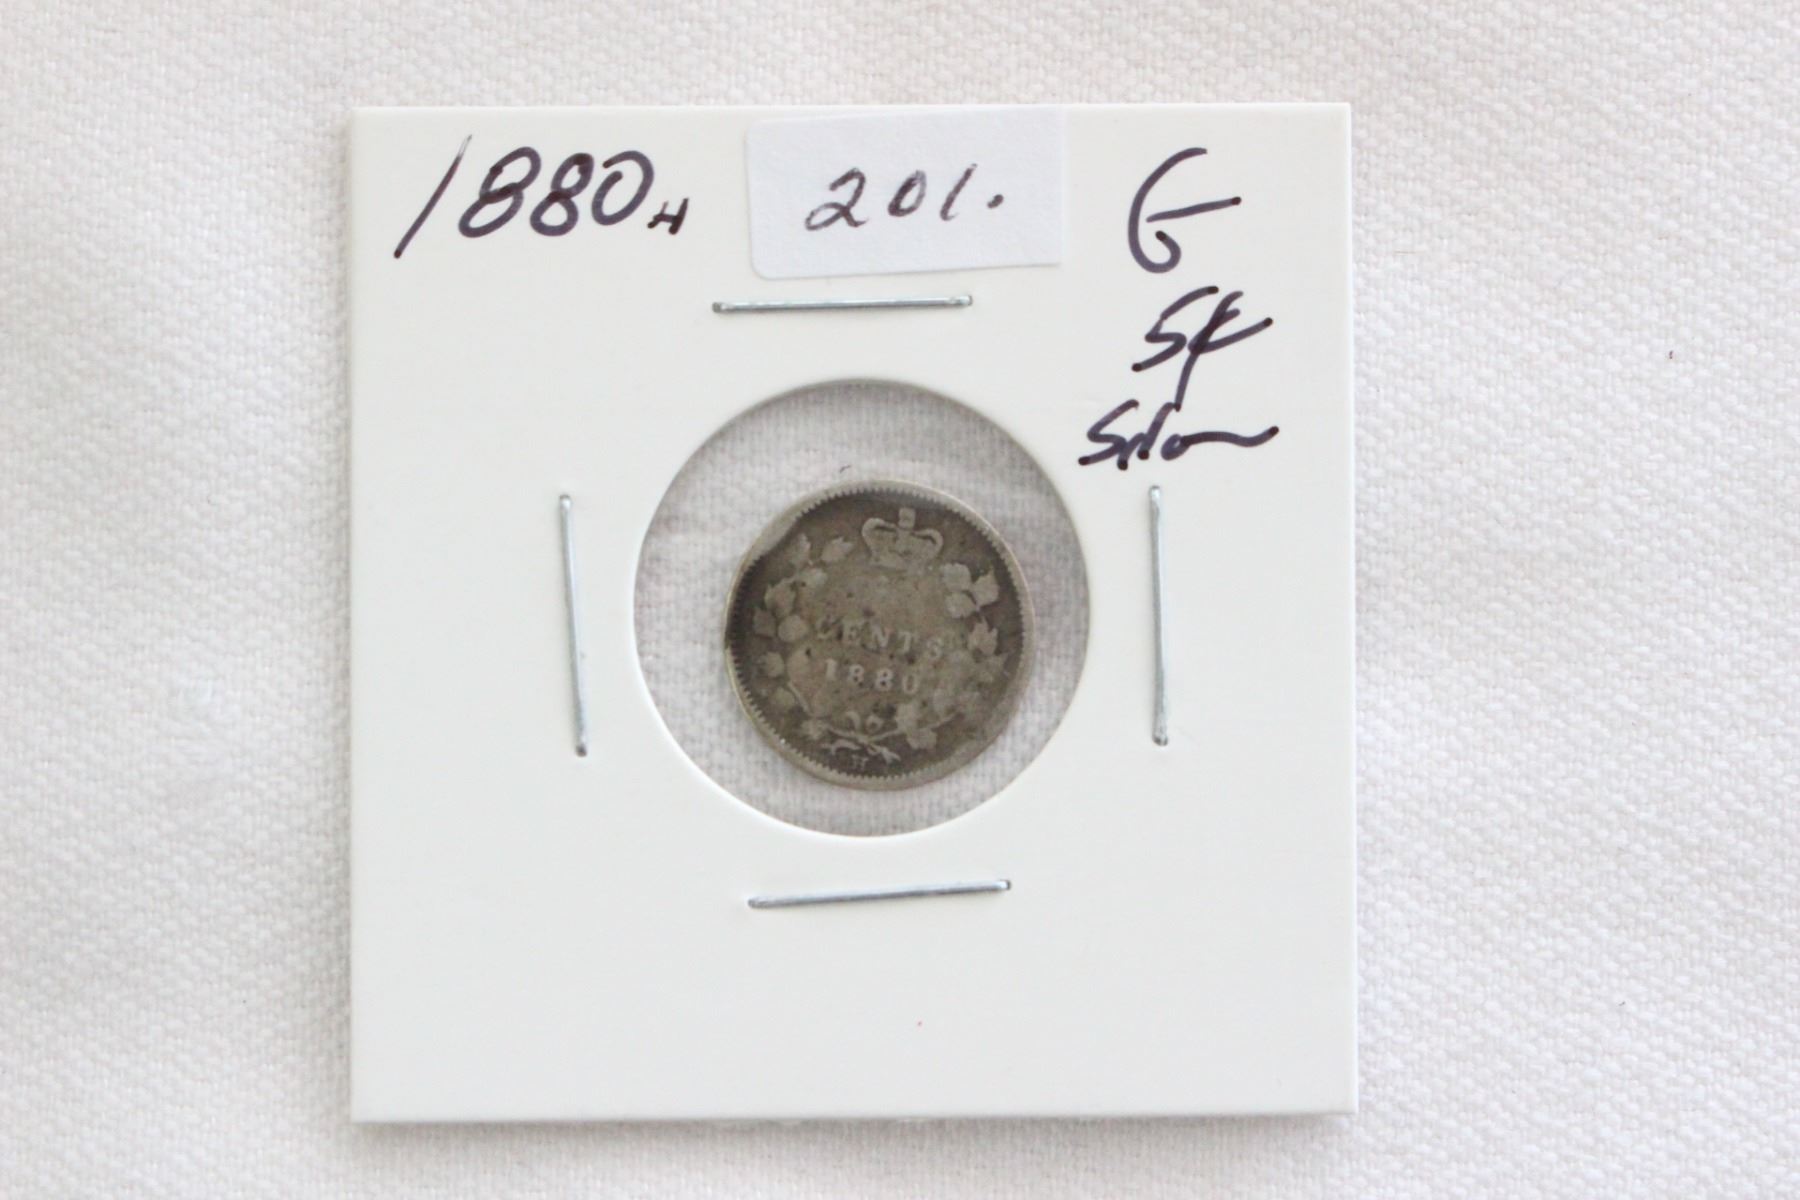 1880H 201. G
5¢
Silver
CENTS
1880
H